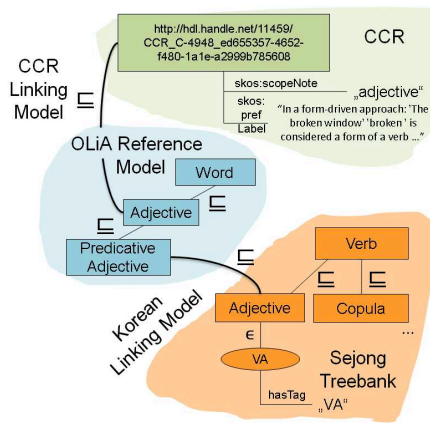 http://hdl.handle.net/11459/
CCR_C-4948_ed655357-4652-
f480-1a1e-a2999b785608
CCR
CCR
Linking
Model
⊑
skos:scopeNote
„adjective“
skos:
pref
Label
“In a form-driven approach: 'The
broken window' 'broken' is
considered a form of a verb ...”
OLiA Reference
Model
Word
⊑
Adjective
⊑
Predicative
Adjective
⊑
Korean
Linking Model
Verb
⊑
⊑
Adjective
Copula
...
ϵ
VA
Sejong
Treebank
hasTag
„VA“